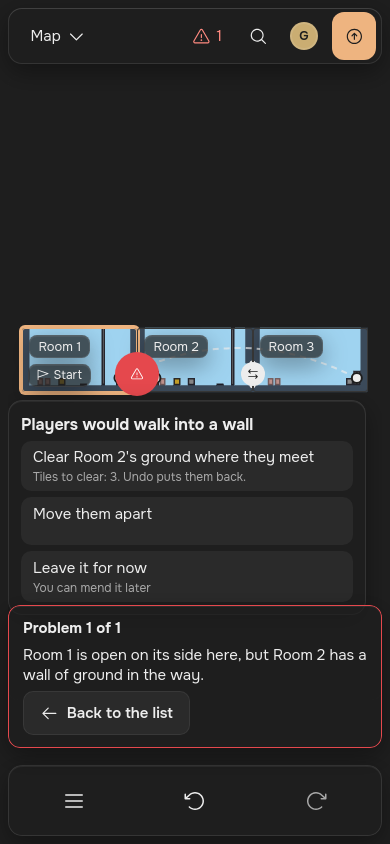 Map
1
G
Room 1
Room 2
Room 3
Start
Players would walk into a wall
Clear Room 2's ground where they meet
Tiles to clear: 3. Undo puts them back.
Move them apart
Leave it for now
You can mend it later
Problem 1 of 1
Room 1 is open on its side here, but Room 2 has a
wall of ground in the way.
Back to the list